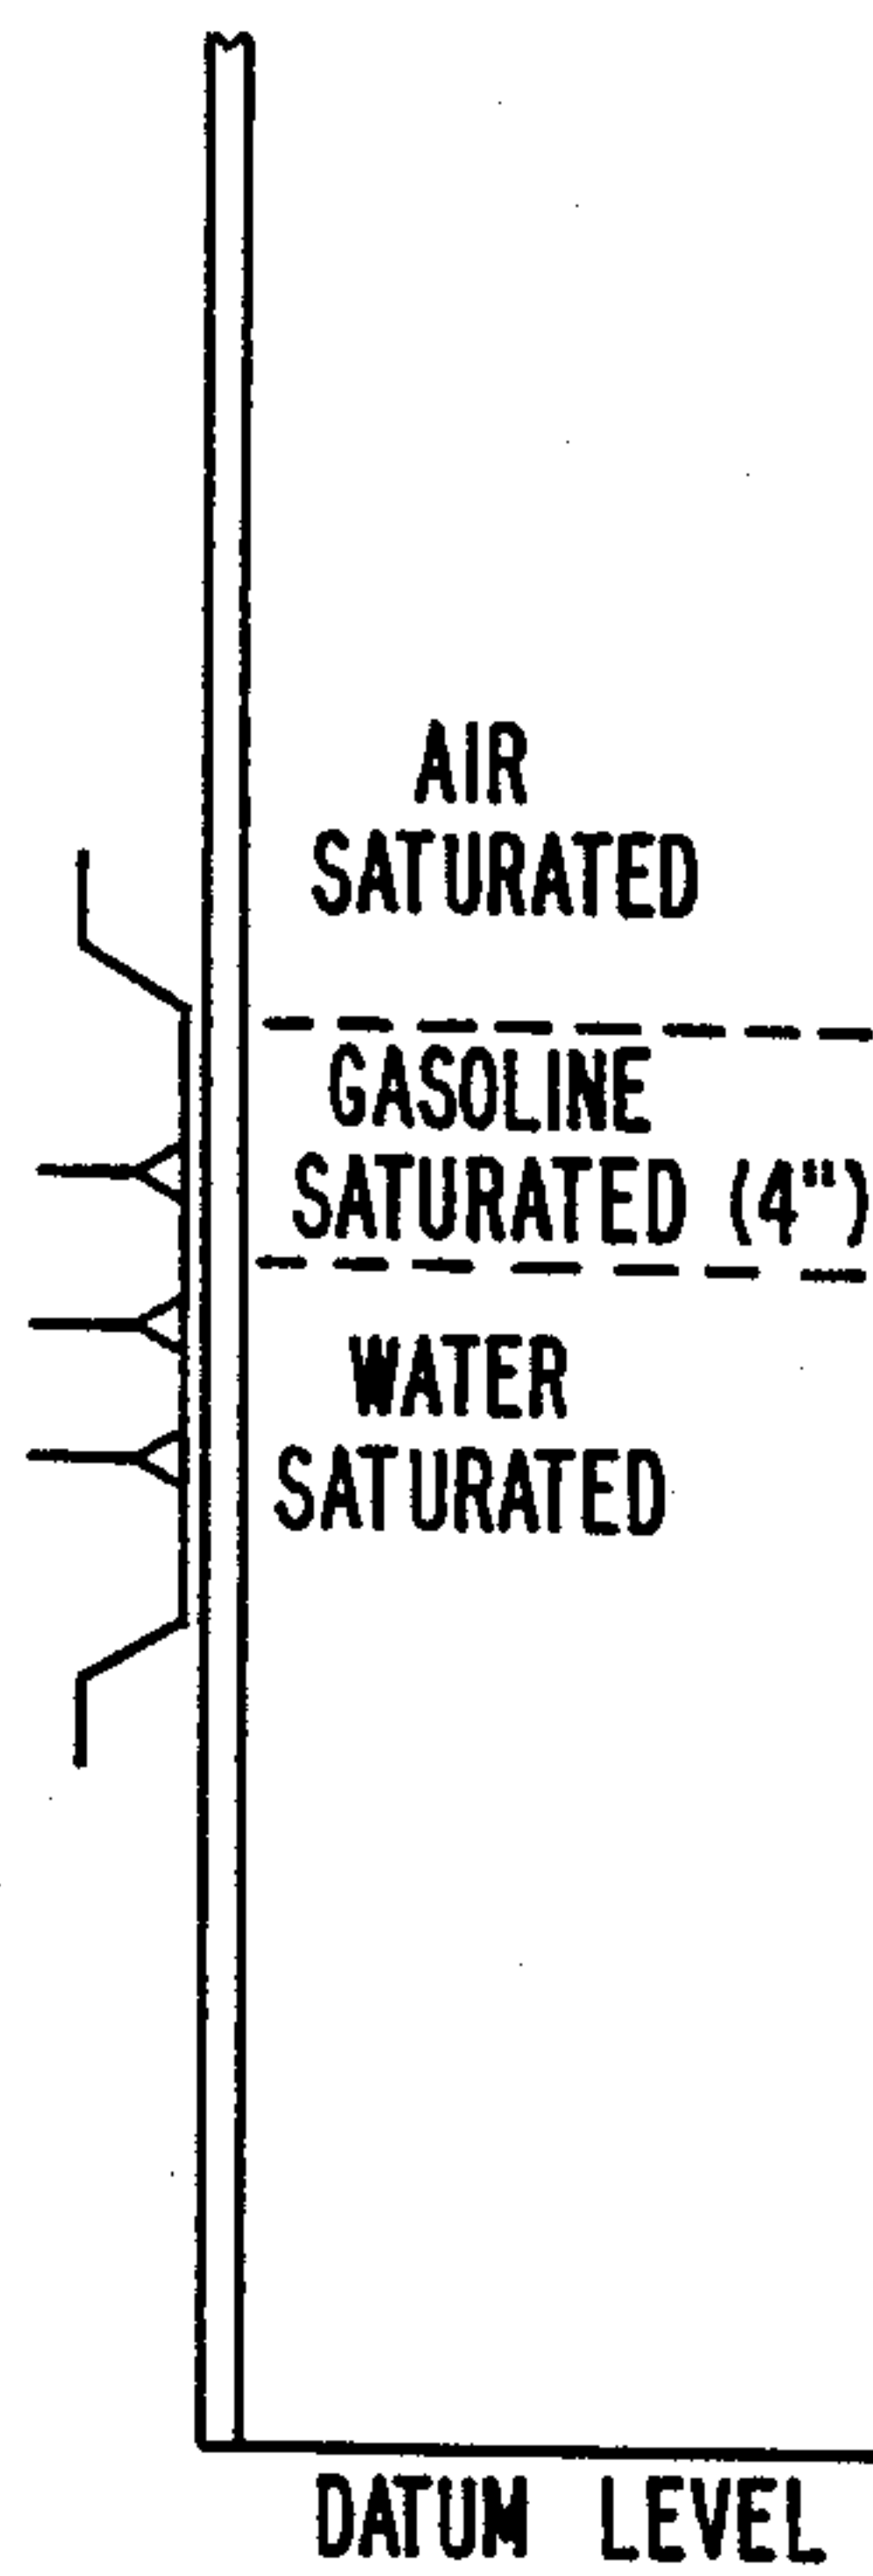 AIR
SATURATED
GASOLINE
SATURATED (4")
WATER
SATURATED
DATUM LEVEL